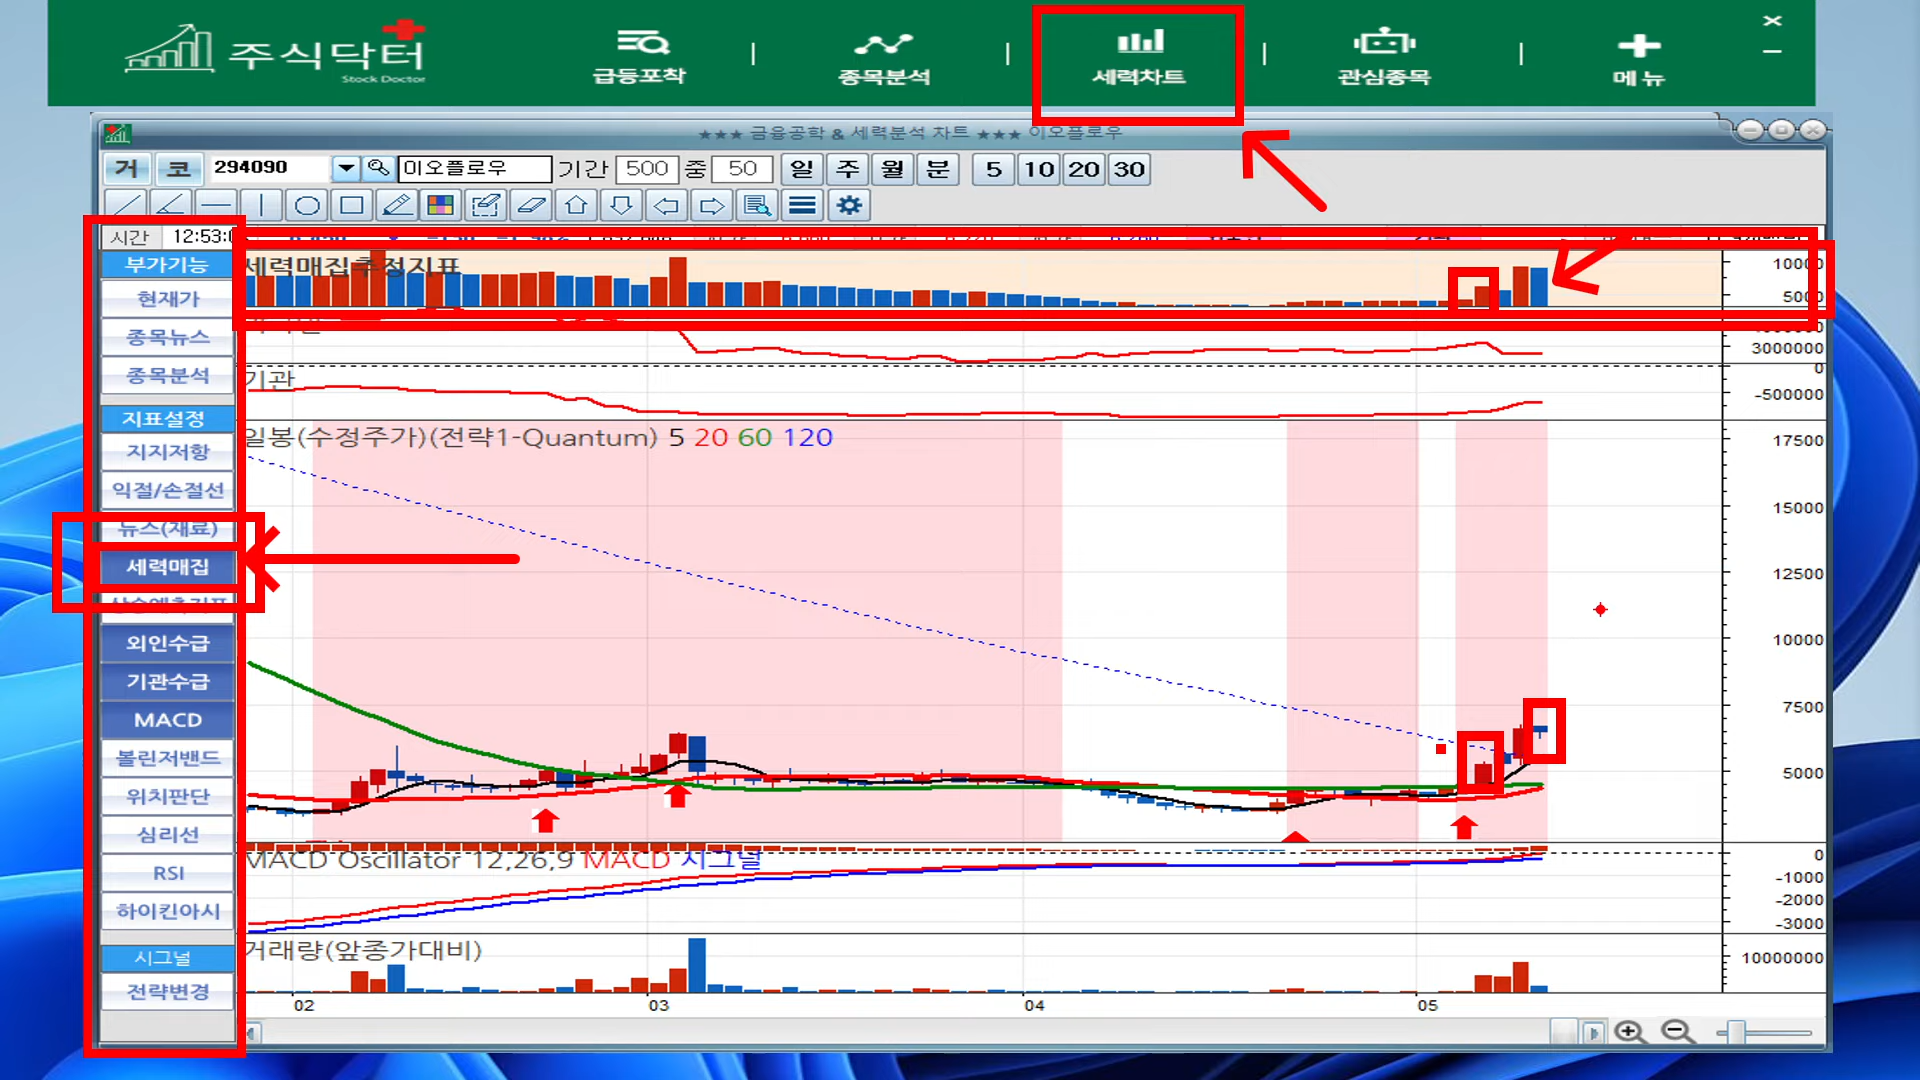 주식닥터
Stock Doctor
급등포착
종목분석
세력차트
관심종목
메뉴
★★★ 금융공학 & 세력분석 차트 ★★★ 이오플로우
거 코 294090 이오플로우 기간 500 중 50 일 주 월 분 5 10 20 30
시간 12:53:0
부가기능
현재가
종목뉴스
종목분석
지표설정
지지저항
익절/손절선
뉴스(재료)
세력매집
외인수급
기관수급
MACD
볼린저밴드
위치판단
심리선
RSI
하이킨아시
시그널
전략변경
세력매집추정지표
10000
5000
3000000
기관
0
-500000
일봉(수정주가)(전략1-Quantum) 5 20 60 120
17500
15000
12500
10000
7500
5000
MACD Oscillator 12,26,9 MACD 시그널
0
-1000
-2000
-3000
거래량(앞종가대비)
10000000
02 03 04 05